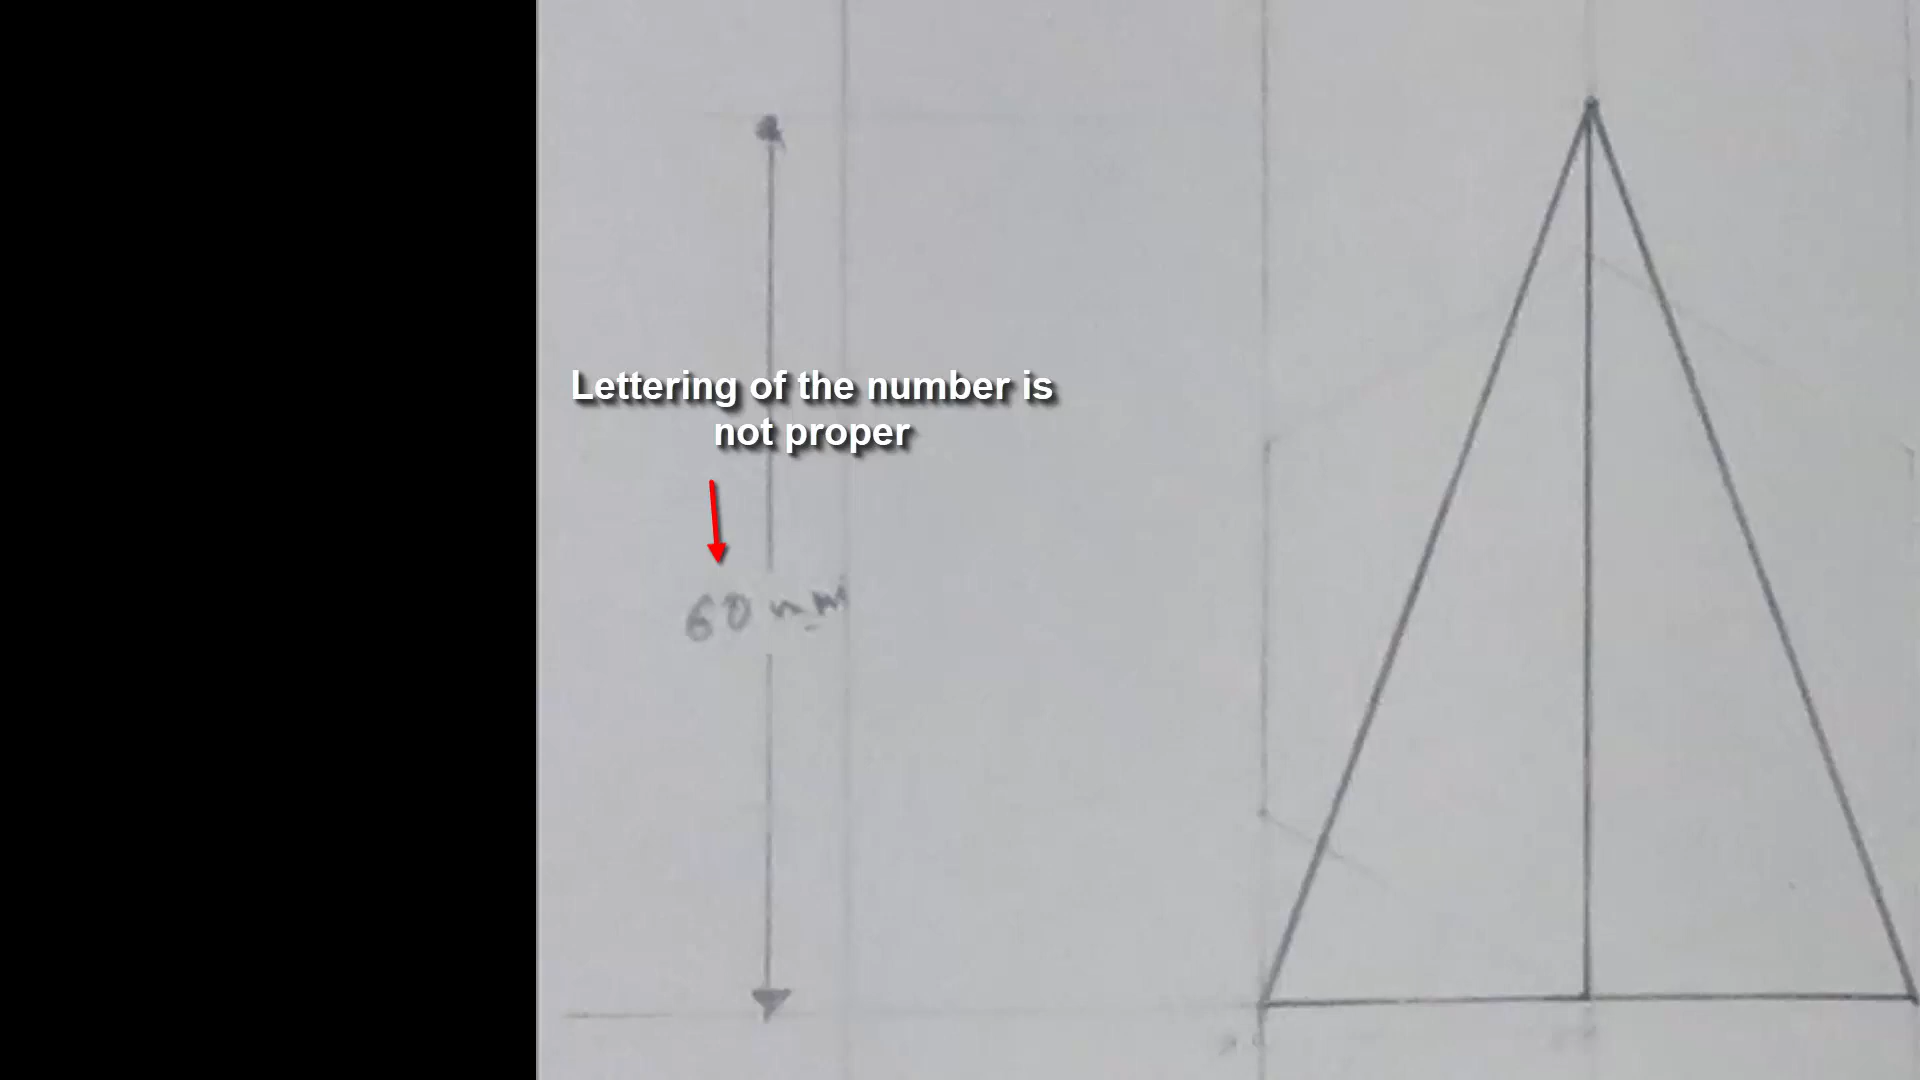 Lettering of the number is
not proper
60 mm